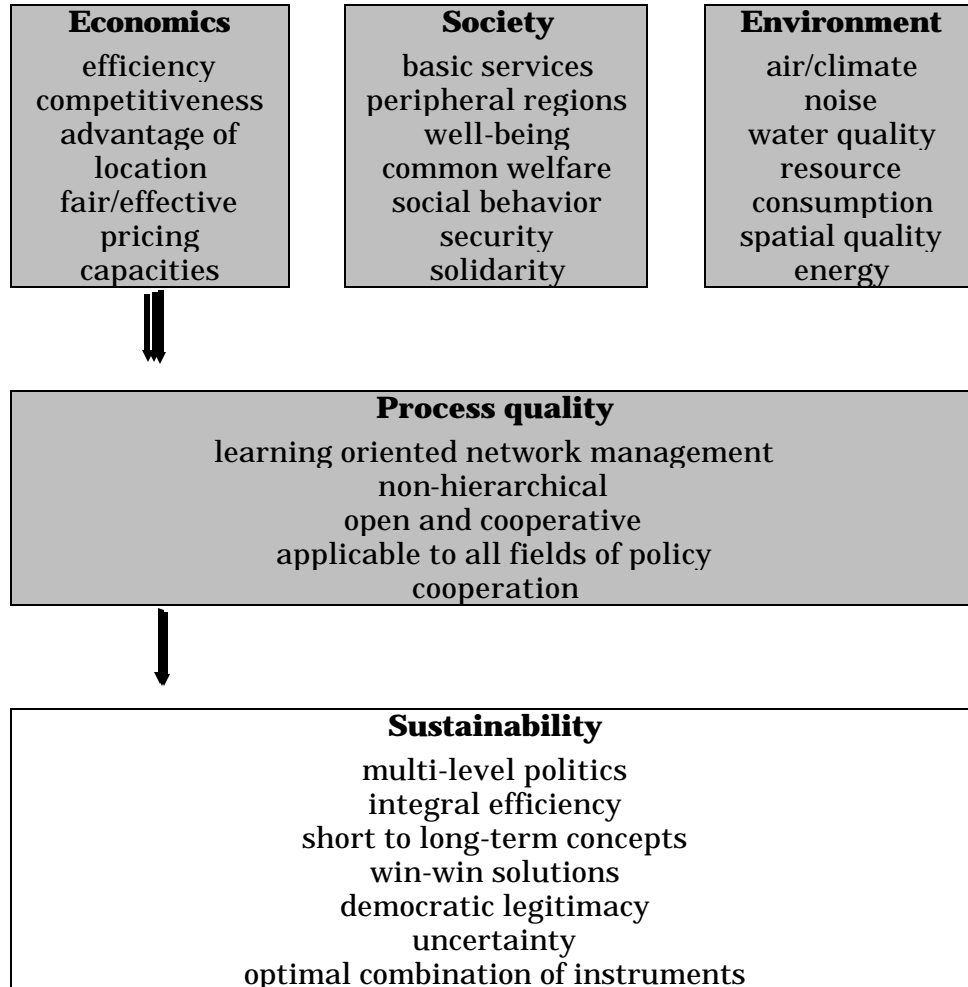 Economics
efficiency
competitiveness
advantage of
location
fair/effective
pricing
capacities
Society
basic services
peripheral regions
well-being
common welfare
social behavior
security
solidarity
Environment
air/climate
noise
water quality
resource
consumption
spatial quality
energy
Process quality
learning oriented network management
non-hierarchical
open and cooperative
applicable to all fields of policy
cooperation
Sustainability
multi-level politics
integral efficiency
short to long-term concepts
win-win solutions
democratic legitimacy
uncertainty
optimal combination of instruments